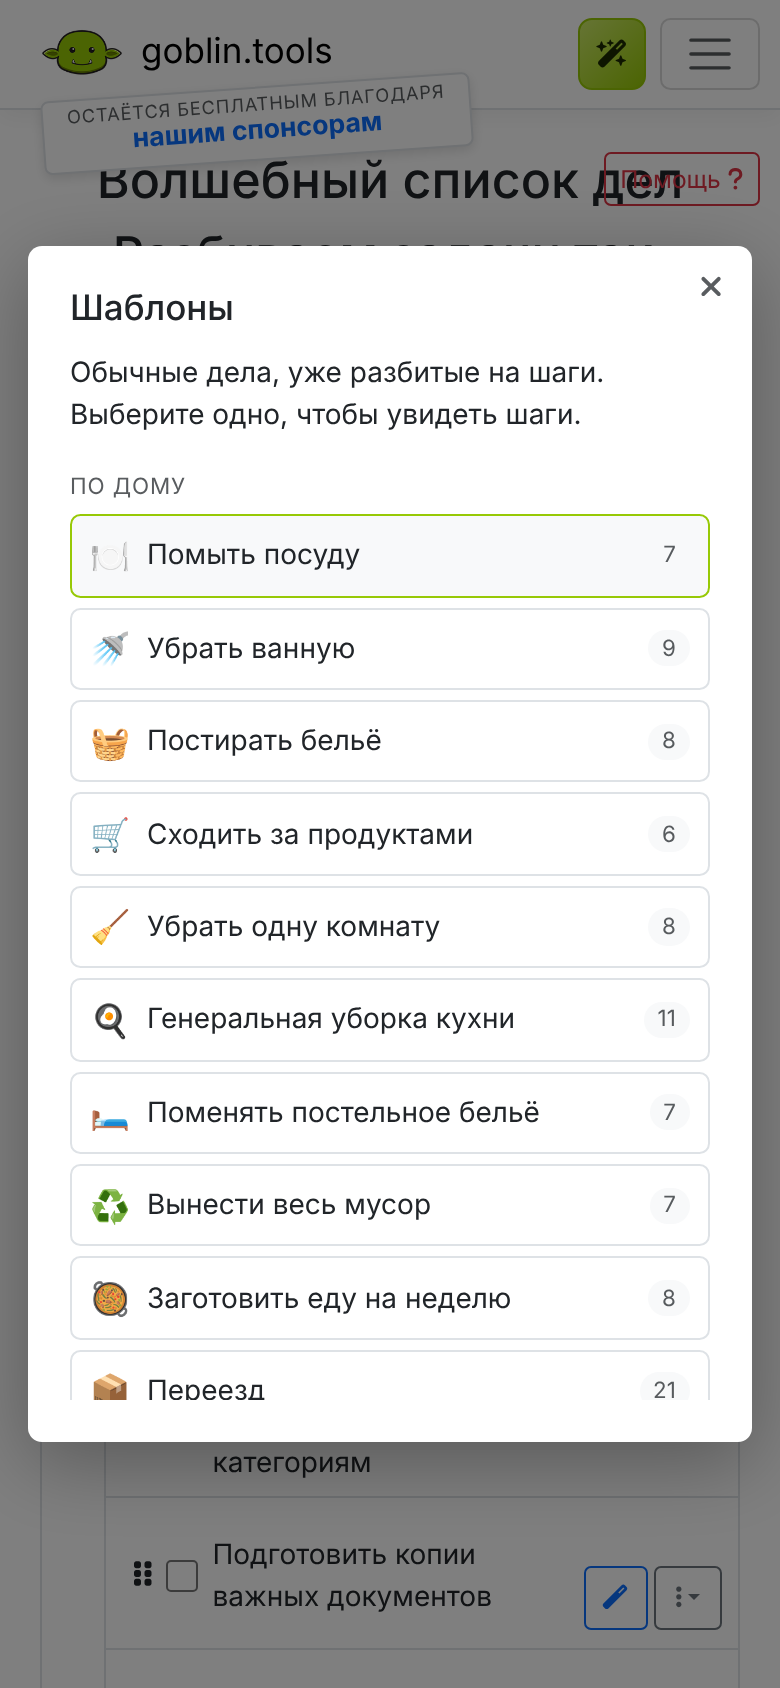 goblin.tools
ОСТАЁТСЯ БЕСПЛАТНЫМ БЛАГОДАРЯ
нашим спонсорам
Волшебный список дел
Помощь ?
Шаблоны
Обычные дела, уже разбитые на шаги.
Выберите одно, чтобы увидеть шаги.
ПО ДОМУ
Помыть посуду 7
Убрать ванную 9
Постирать бельё 8
Сходить за продуктами 6
Убрать одну комнату 8
Генеральная уборка кухни 11
Поменять постельное бельё 7
Вынести весь мусор 7
Заготовить еду на неделю 8
Переезд 21
категориям
Подготовить копии
важных документов